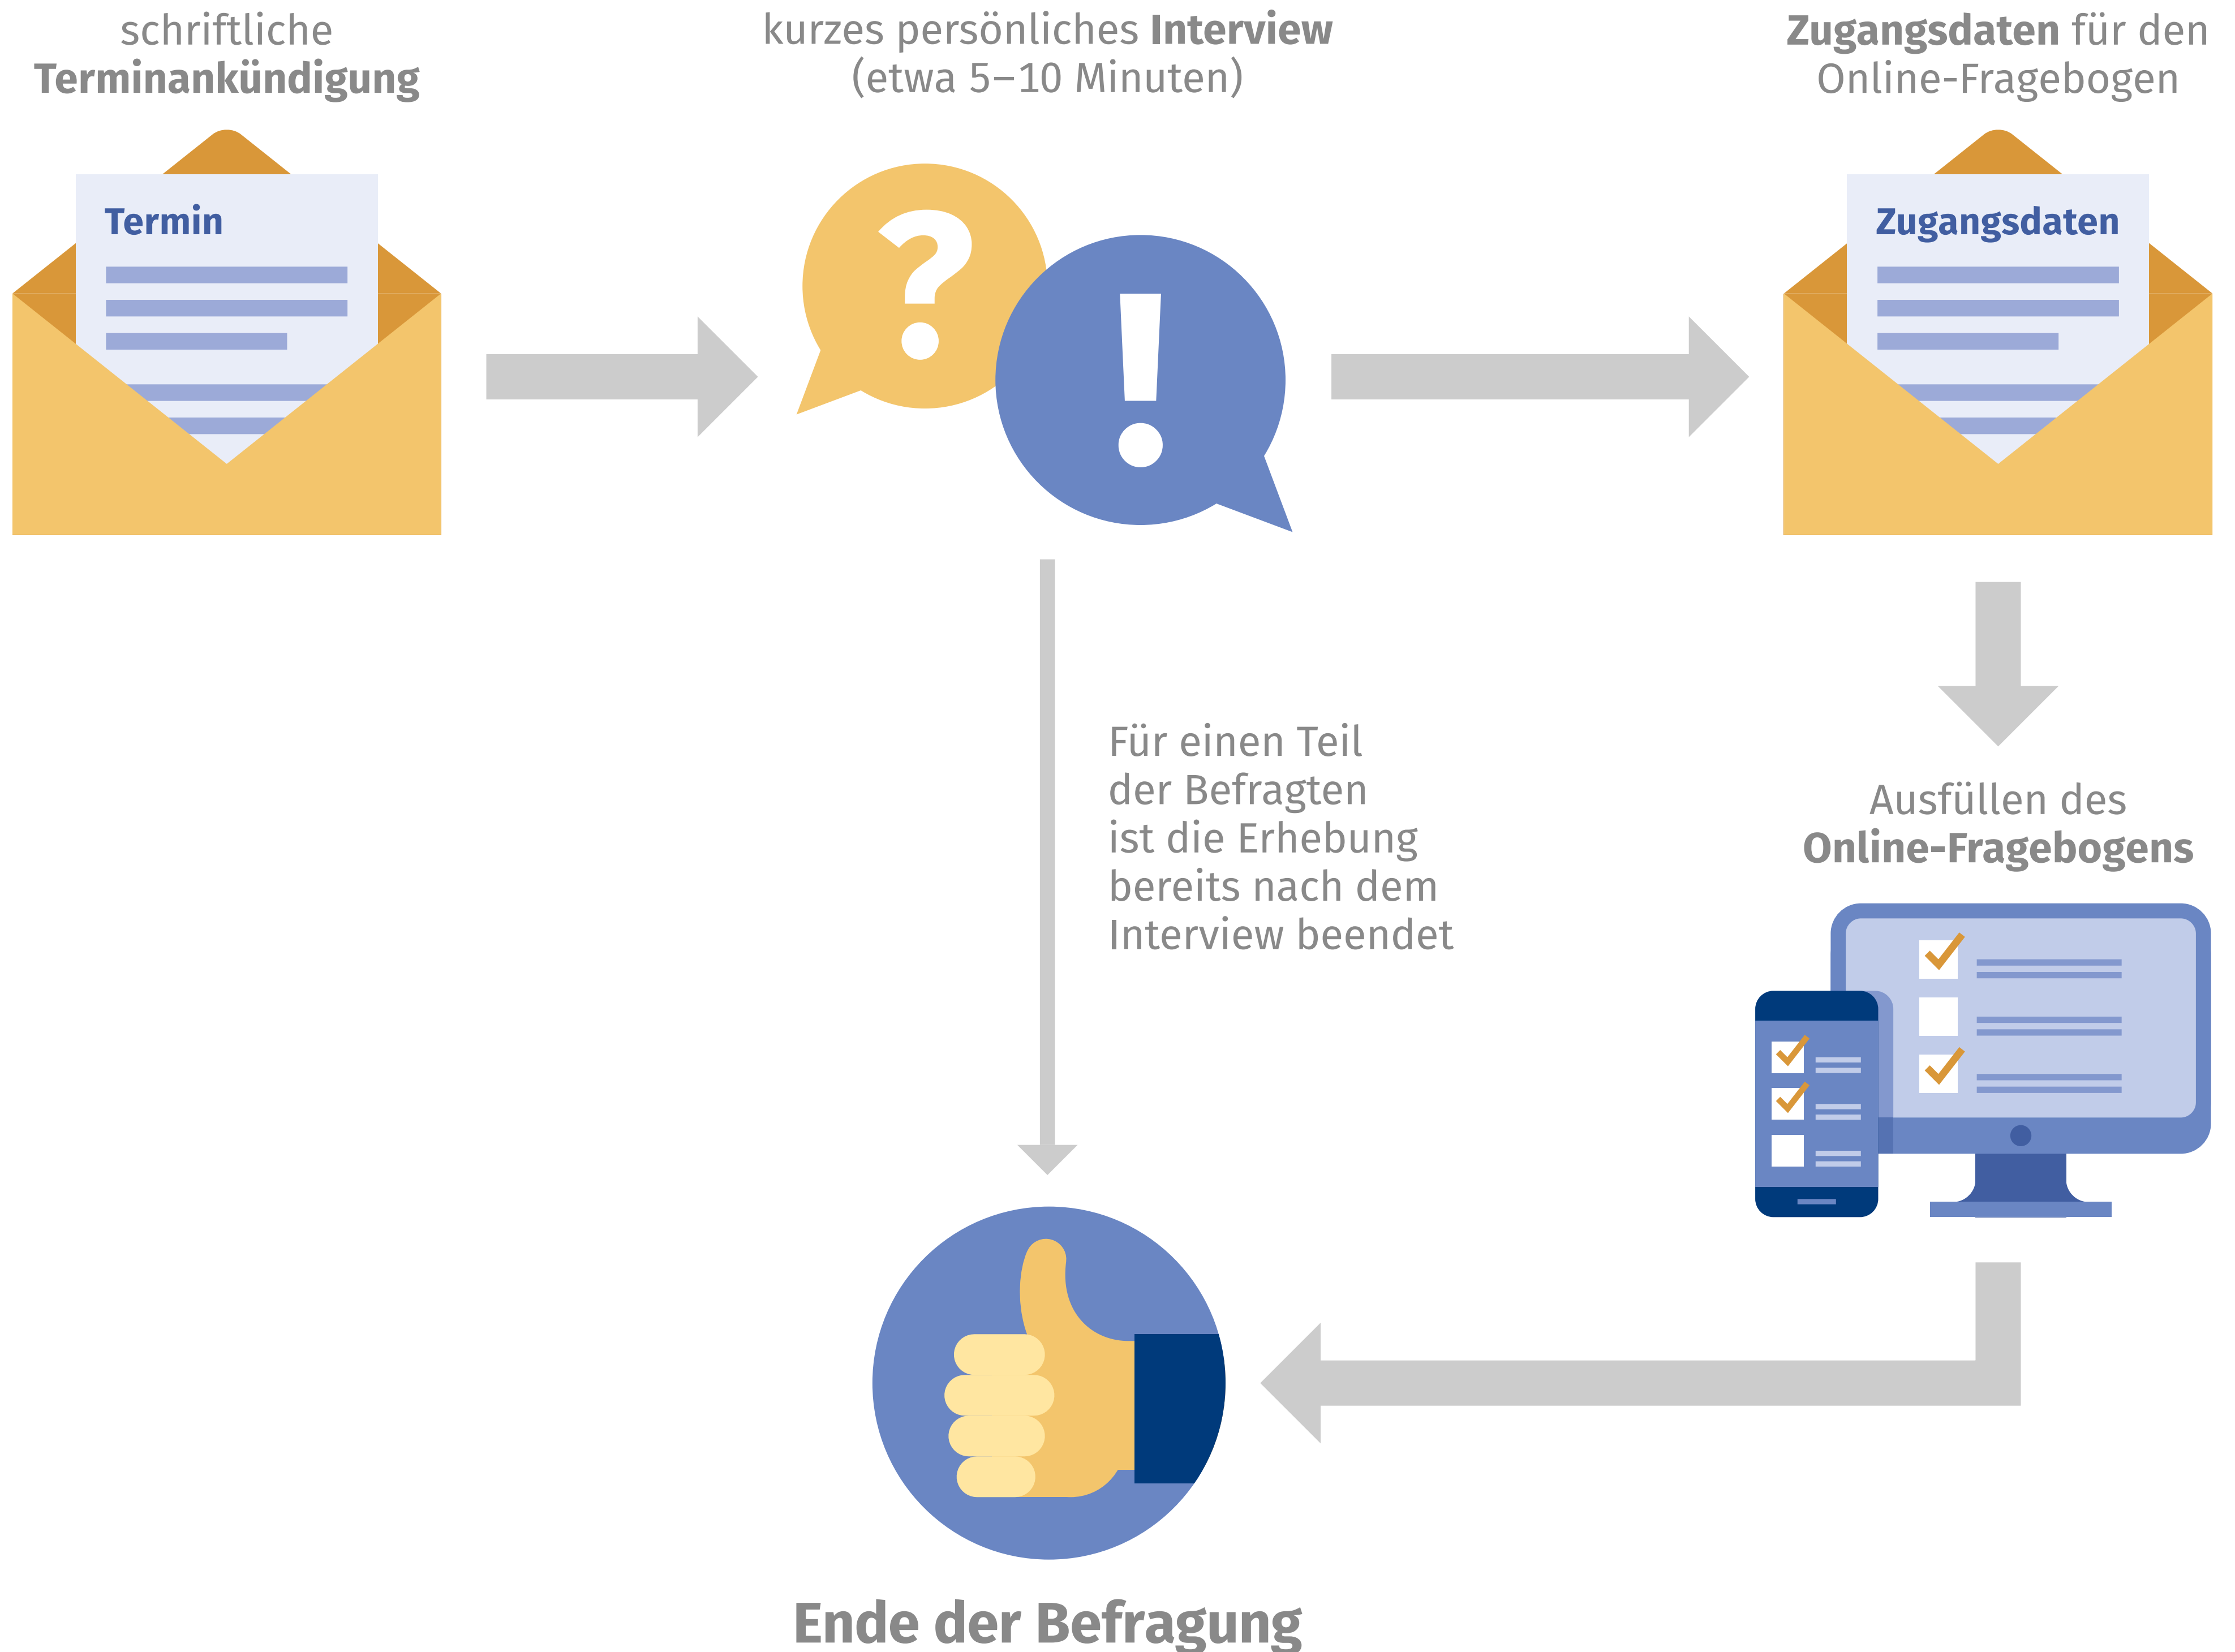 schriftliche
Terminankündigung
Termin
kurzes persönliches Interview
(etwa 5–10 Minuten)
?
!
Zugangsdaten für den
Online-Fragebogen
Zugangsdaten
Für einen Teil
der Befragten
ist die Erhebung
bereits nach dem
Interview beendet
Ausfüllen des
Online-Fragebogens
Ende der Befragung